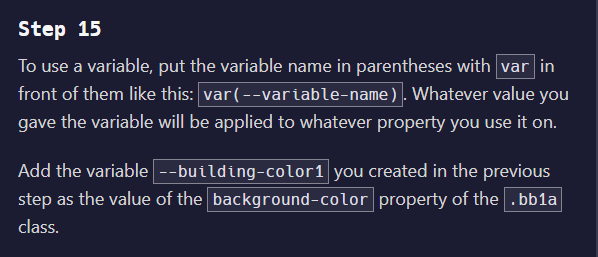 Step 15
To use a variable, put the variable name in parentheses with var in
front of them like this: var(--variable-name). Whatever value you
gave the variable will be applied to whatever property you use it on.
Add the variable --building-color1 you created in the previous
step as the value of the background-color property of the .bb1a
class.